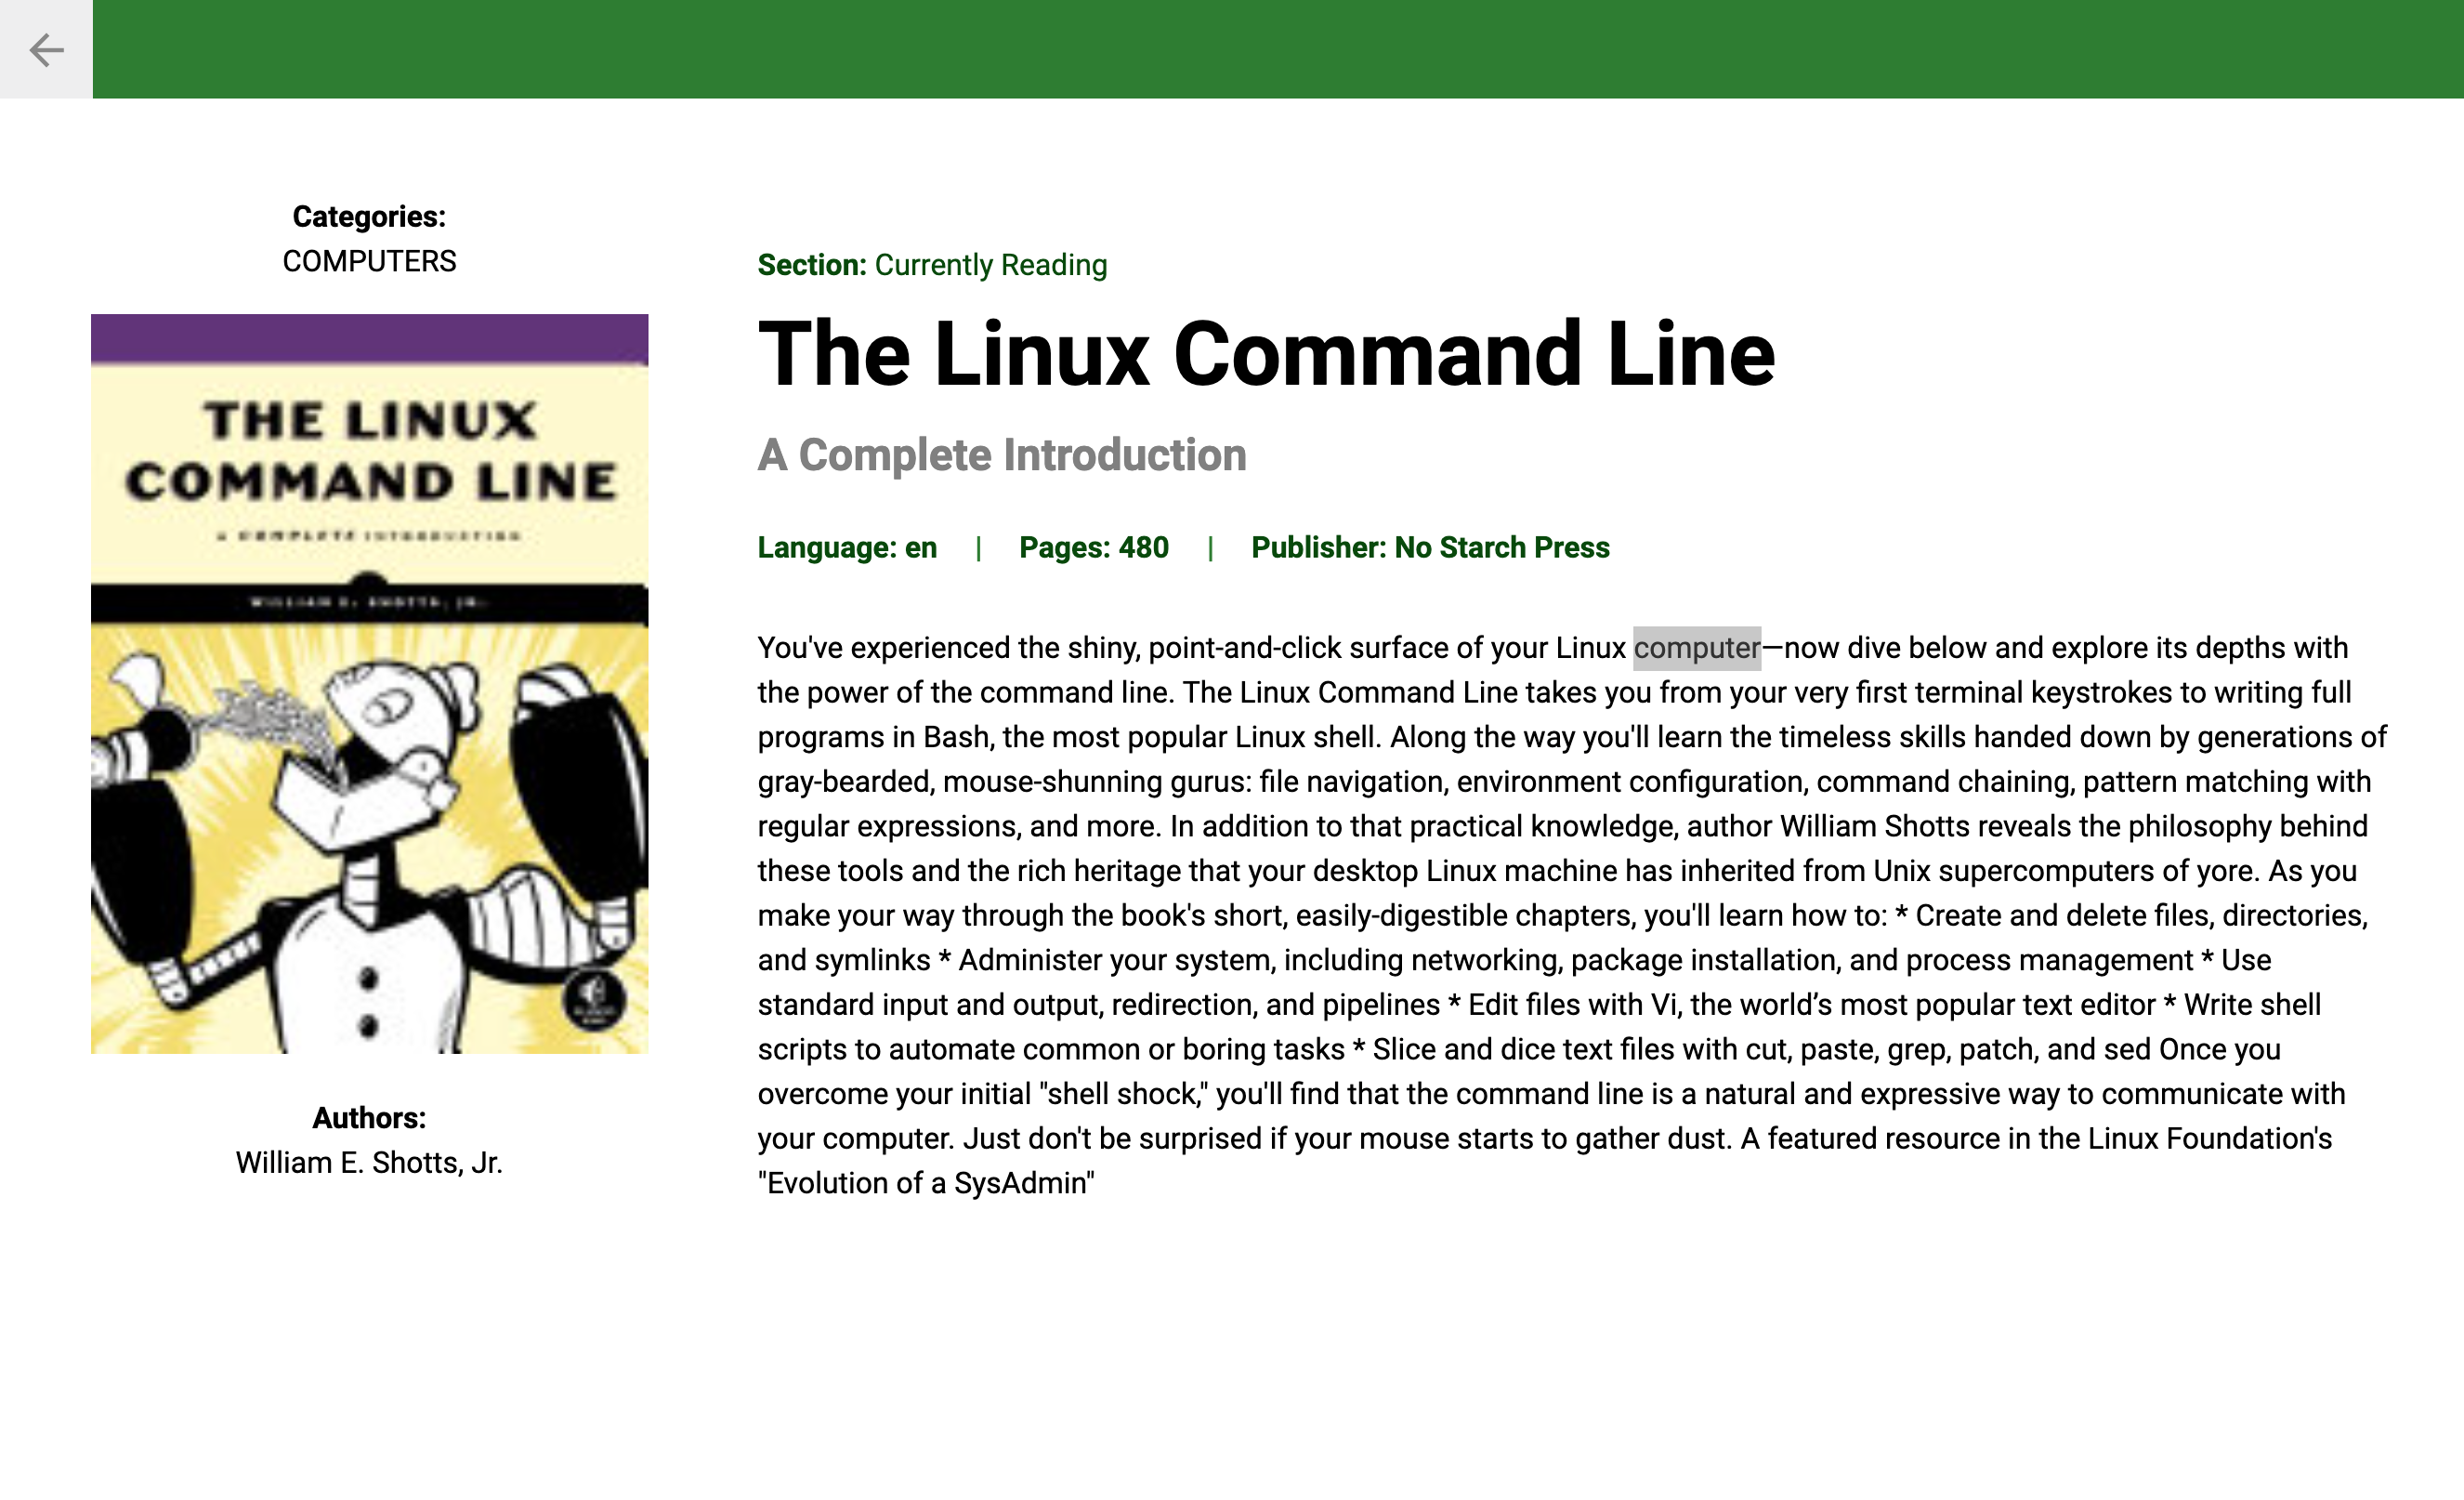 Categories:
COMPUTERS
THE LINUX
COMMAND LINE
A COMPLETE INTRODUCTION
WILLIAM E. SHOTTS, JR.
Authors:
William E. Shotts, Jr.
Section: Currently Reading
The Linux Command Line
A Complete Introduction
Language: en | Pages: 480 | Publisher: No Starch Press
You've experienced the shiny, point-and-click surface of your Linux computer—now dive below and explore its depths with
the power of the command line. The Linux Command Line takes you from your very first terminal keystrokes to writing full
programs in Bash, the most popular Linux shell. Along the way you'll learn the timeless skills handed down by generations of
gray-bearded, mouse-shunning gurus: file navigation, environment configuration, command chaining, pattern matching with
regular expressions, and more. In addition to that practical knowledge, author William Shotts reveals the philosophy behind
these tools and the rich heritage that your desktop Linux machine has inherited from Unix supercomputers of yore. As you
make your way through the book's short, easily-digestible chapters, you'll learn how to: * Create and delete files, directories,
and symlinks * Administer your system, including networking, package installation, and process management * Use
standard input and output, redirection, and pipelines * Edit files with Vi, the world’s most popular text editor * Write shell
scripts to automate common or boring tasks * Slice and dice text files with cut, paste, grep, patch, and sed Once you
overcome your initial "shell shock," you'll find that the command line is a natural and expressive way to communicate with
your computer. Just don't be surprised if your mouse starts to gather dust. A featured resource in the Linux Foundation's
"Evolution of a SysAdmin"